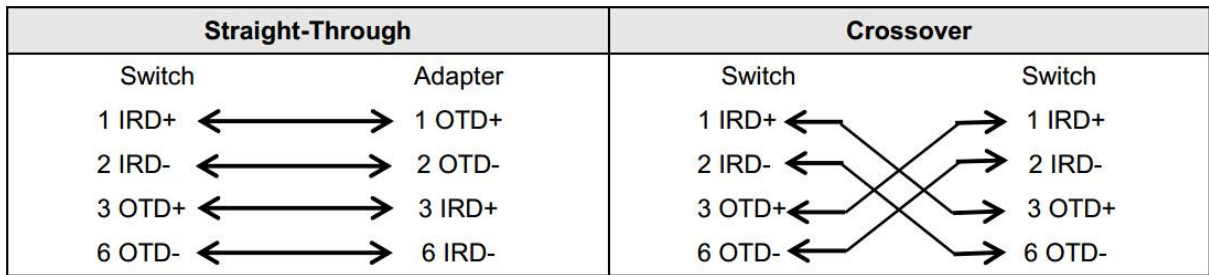 Straight-Through Crossover
Switch Adapter Switch Switch
1 IRD+ 1 OTD+ 1 IRD+ 1 IRD+
2 IRD- 2 OTD- 2 IRD- 2 IRD-
3 OTD+ 3 IRD+ 3 OTD+ 3 OTD+
6 OTD- 6 IRD- 6 OTD- 6 OTD-